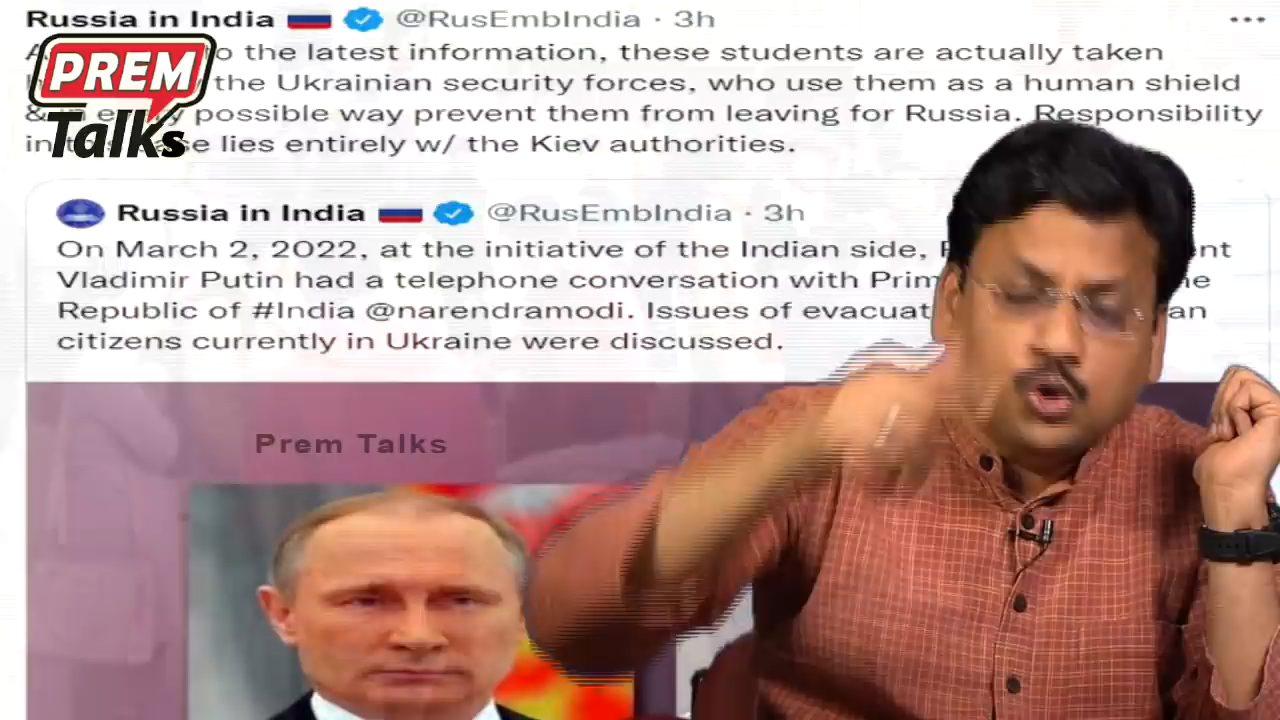 Russia in India @RusEmbIndia · 3h
PREM
Talks
the latest information, these students are actually taken
the Ukrainian security forces, who use them as a human shield
& possible way prevent them from leaving for Russia. Responsibility
lies entirely w/ the Kiev authorities.
Russia in India @RusEmbIndia · 3h
On March 2, 2022, at the initiative of the Indian side,
Vladimir Putin had a telephone conversation with
Republic of #India @narendramodi. Issues of
citizens currently in Ukraine were discussed.
Prem Talks